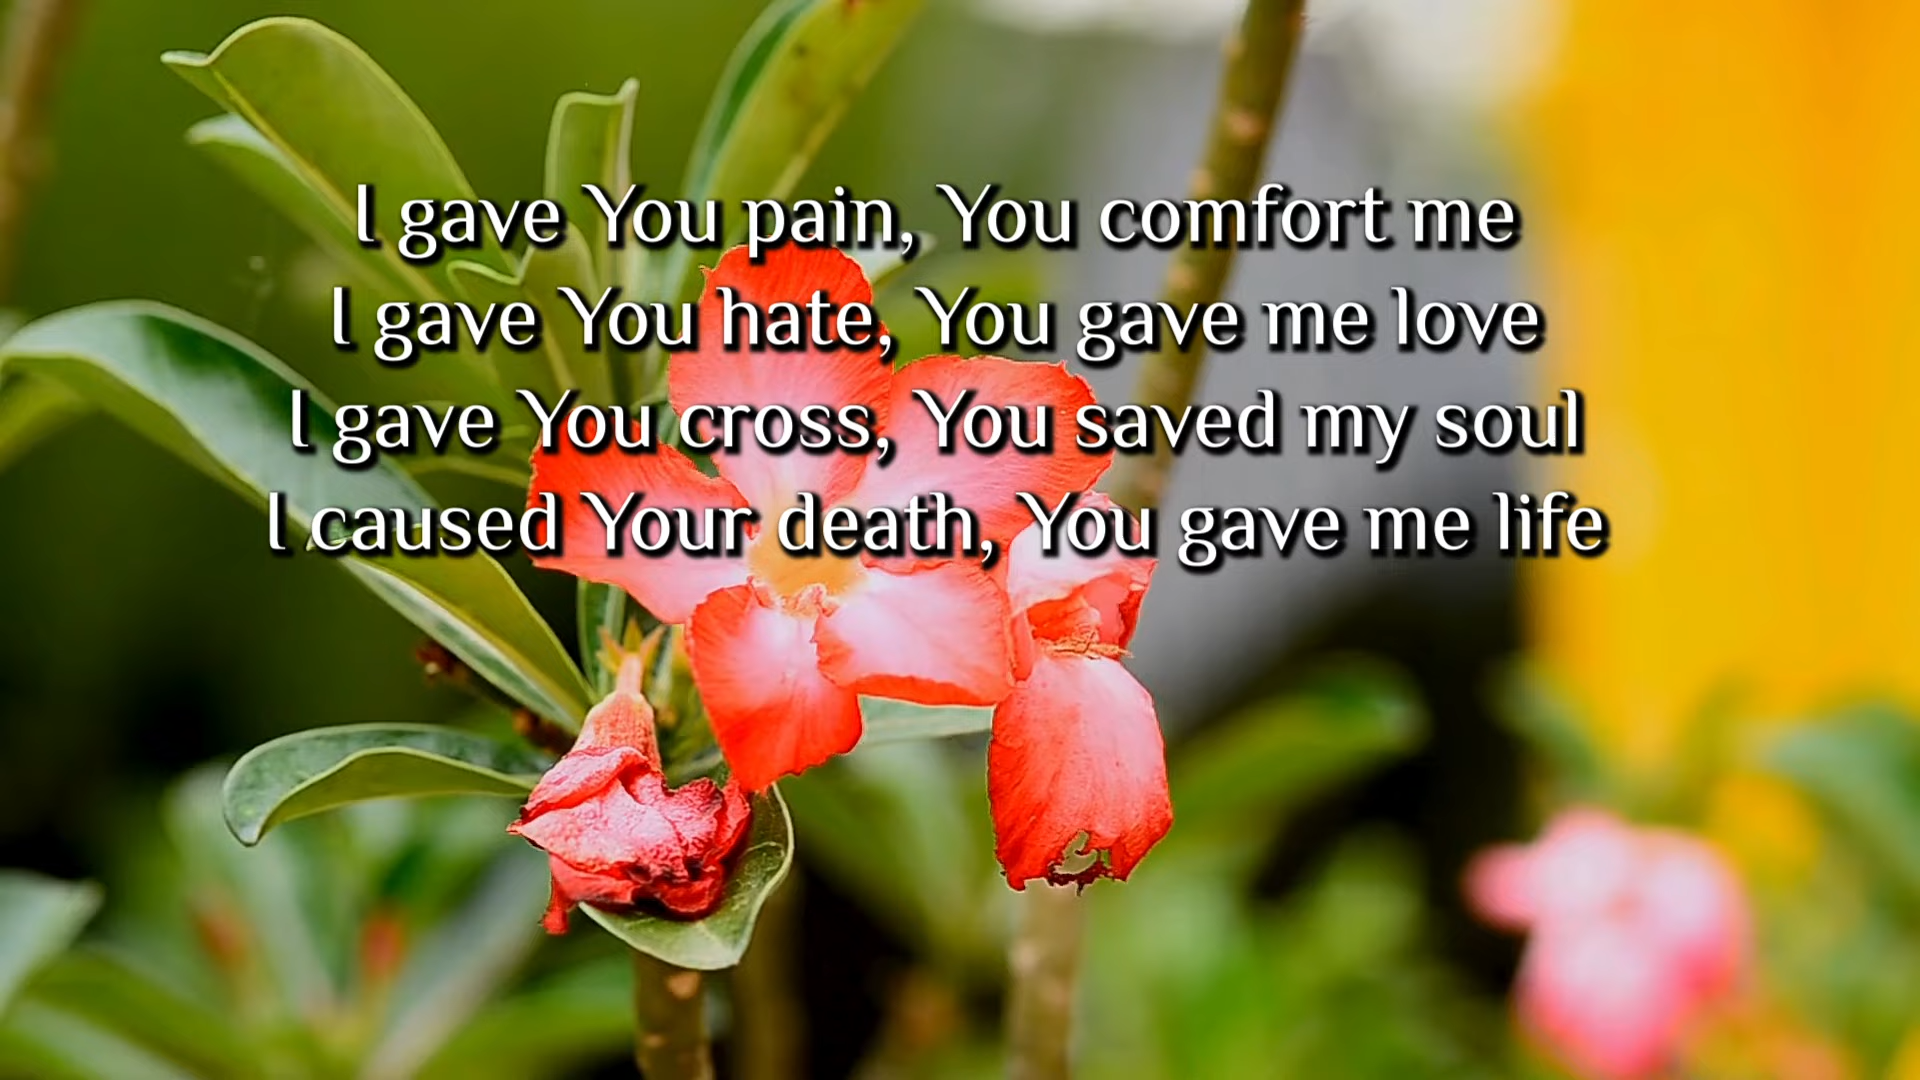 I gave You pain, You comfort me
I gave You hate, You gave me love
I gave You cross, You saved my soul
I caused Your death, You gave me life